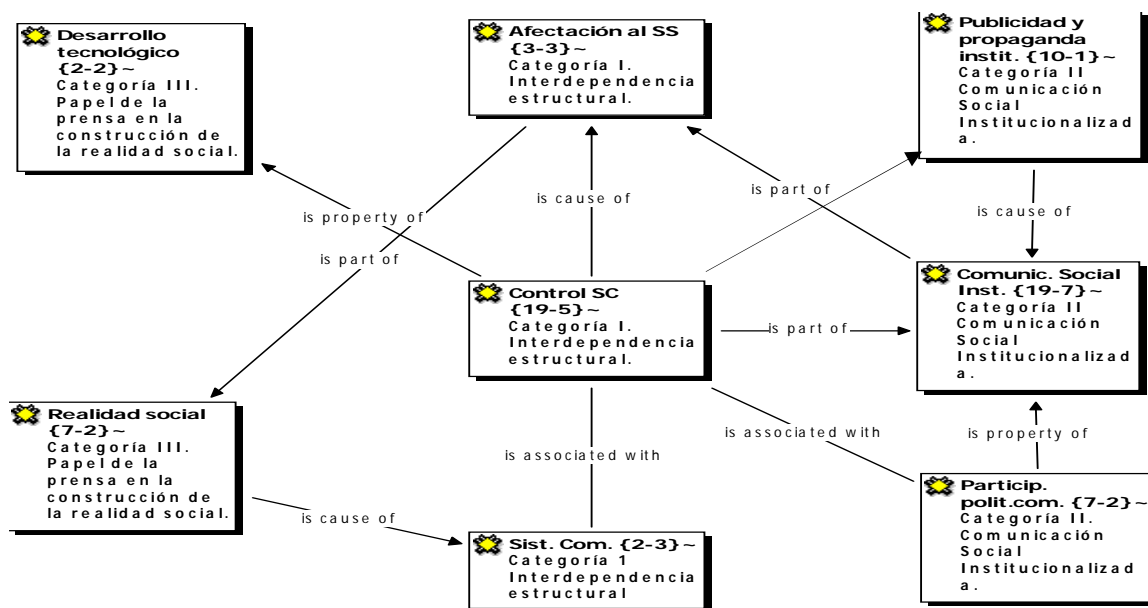 Desarrollo
tecnológico
{2-2}~
Categoría III.
Papel de la
prensa en la
construcción de
la realidad social.
Afectación al SS
{3-3}~
Categoría I.
Interdependencia
estructural.
Publicidad y
propaganda
instit. {10-1}~
Categoría II
Comunicación
Social
Institucionalizad
a.
is property of
is part of
is cause of
is part of
is cause of
Control SC
{19-5}~
Categoría I.
Interdependencia
estructural.
is part of
Comunic. Social
Inst. {19-7}~
Categoría II
Comunicación
Social
Institucionalizad
a.
Realidad social
{7-2}~
Categoría III.
Papel de la
prensa en la
construcción de
la realidad social.
is associated with
is associated with
is property of
is cause of
Sist. Com. {2-3}~
Categoría 1
Interdependencia
estructural
Particip.
polit.com. {7-2}~
Categoría II.
Comunicación
Social
Institucionalizad
a.